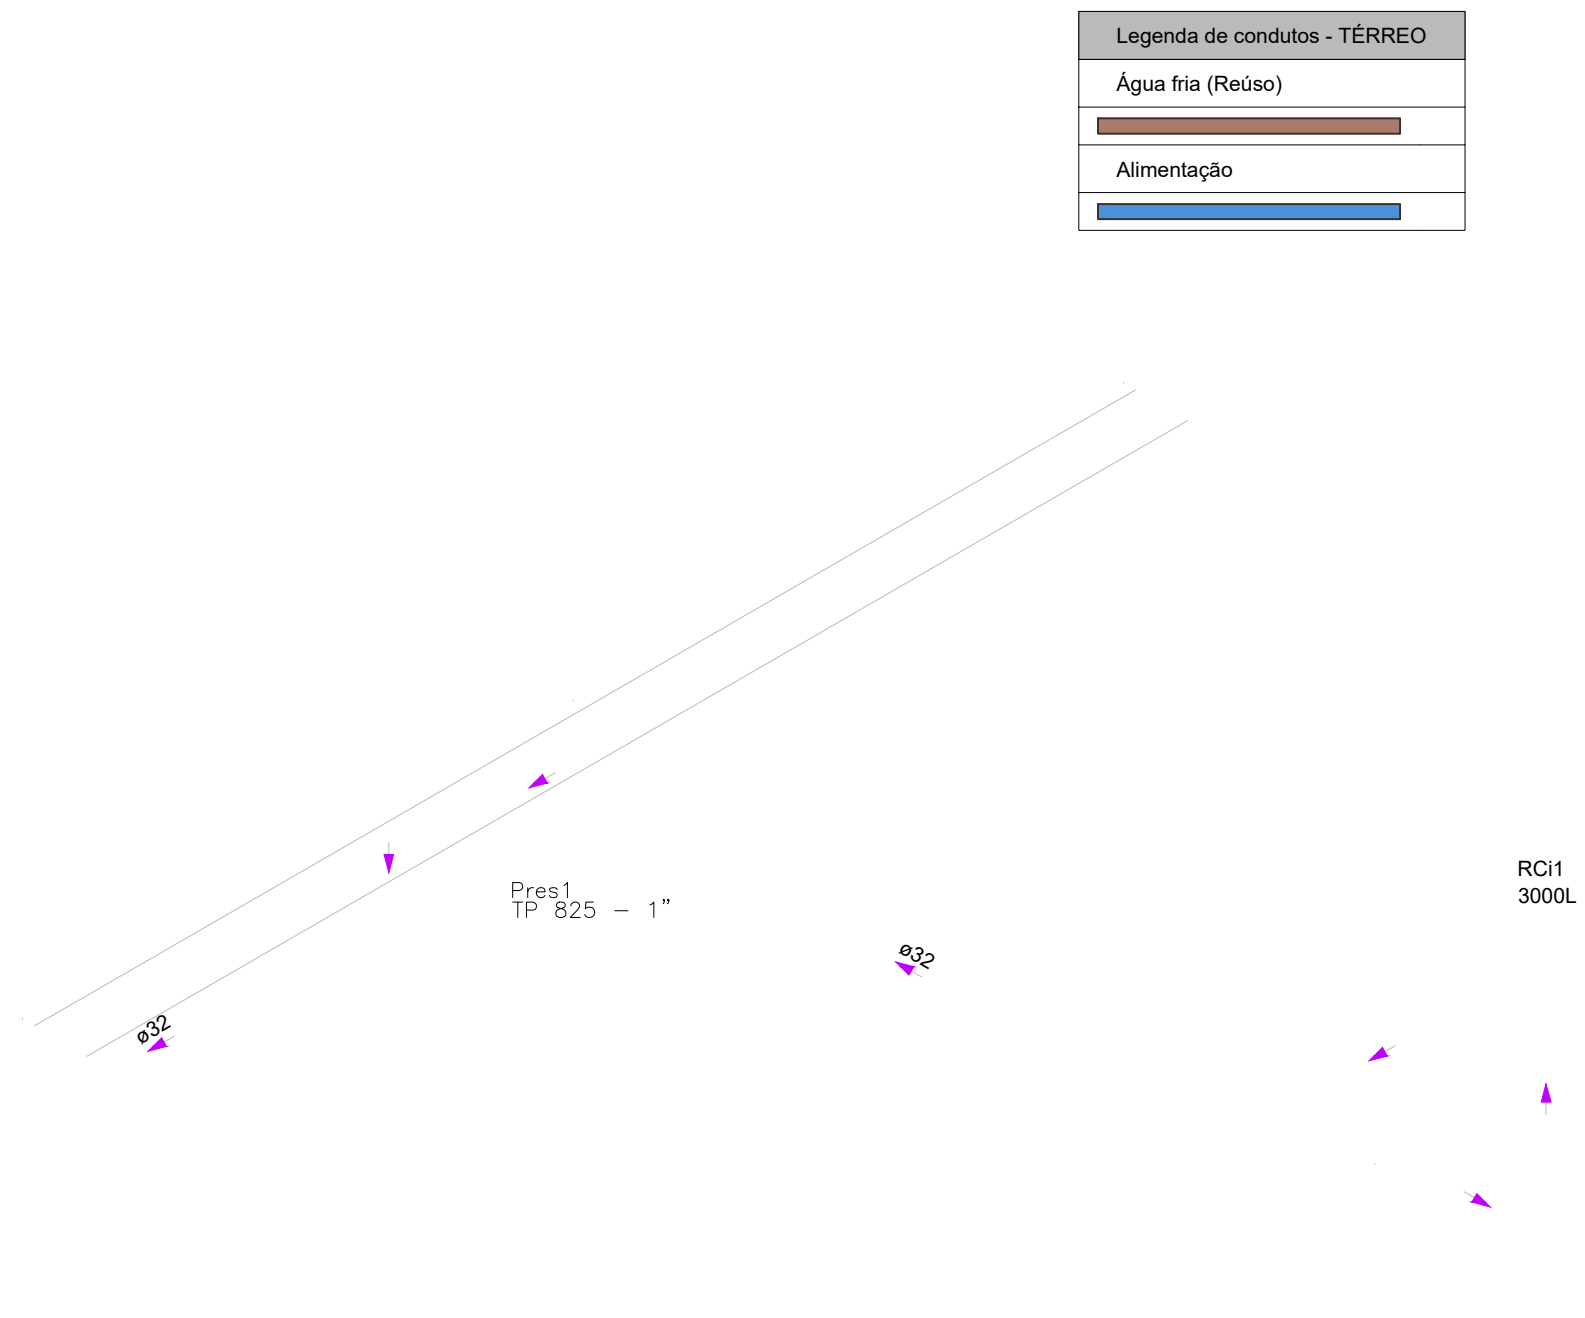 Legenda de condutos - TÉRREO
Água fria (Reúso)
Alimentação
RCi1
3000L
Pres1
TP 825 - 1”
ø32
ø32